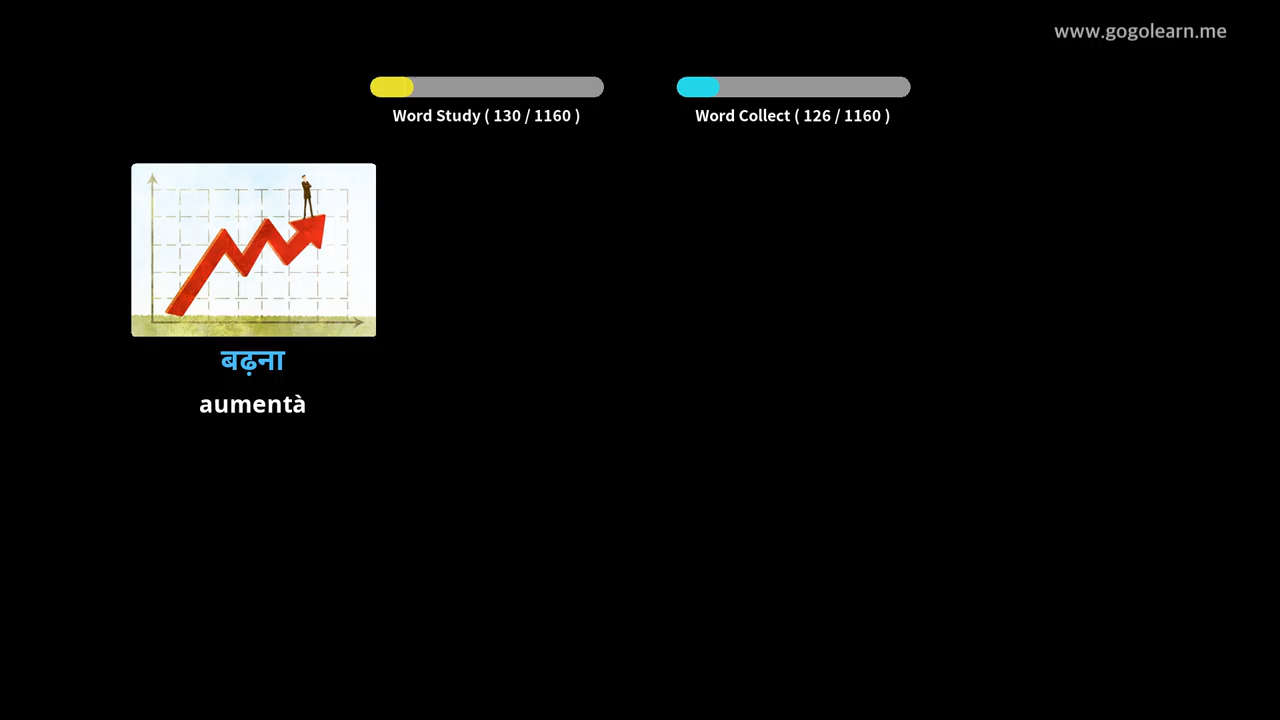 www.gogolearn.me
Word Study ( 130 / 1160 )
Word Collect ( 126 / 1160 )
बढ़ना
aumentà